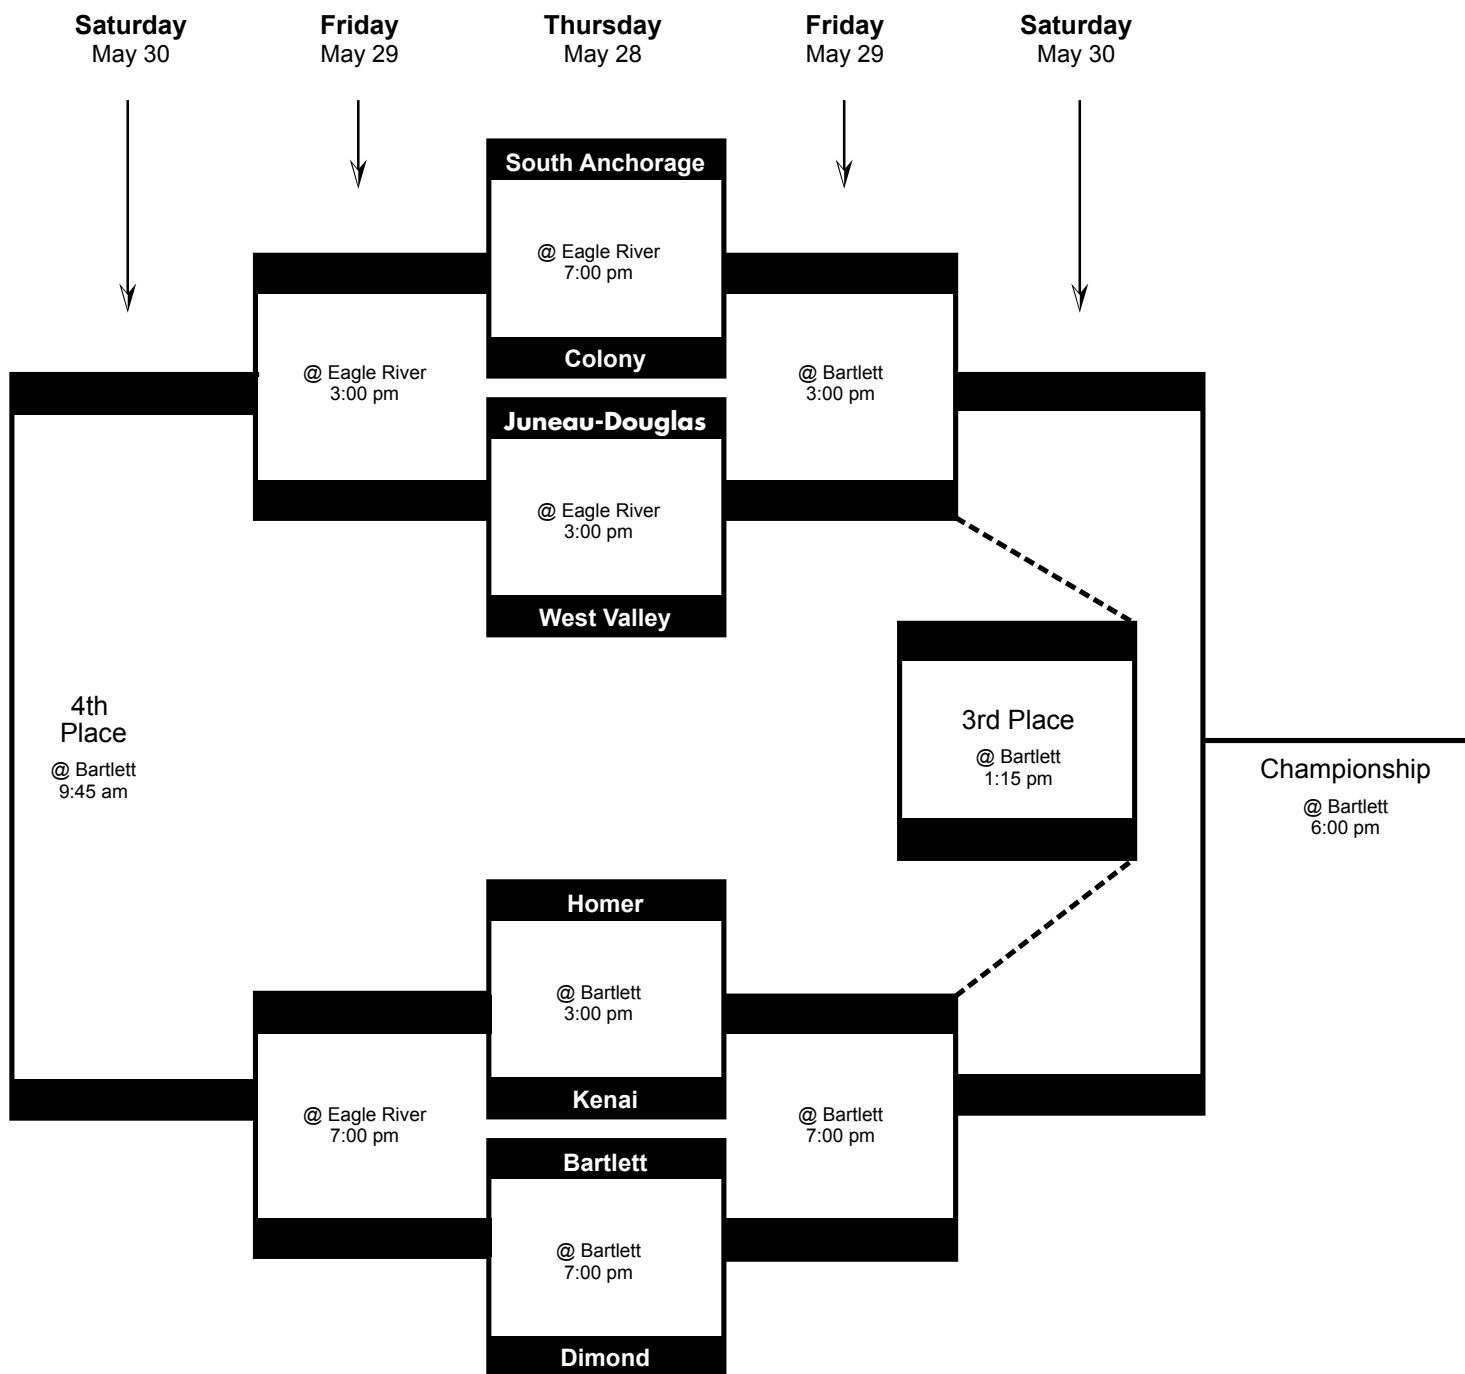 Saturday
May 30
Friday
May 29
Thursday
May 28
Friday
May 29
Saturday
May 30
South Anchorage
@ Eagle River
7:00 pm
Colony
@ Eagle River
3:00 pm
@ Bartlett
3:00 pm
Juneau-Douglas
@ Eagle River
3:00 pm
West Valley
4th
Place
@ Bartlett
9:45 am
3rd Place
@ Bartlett
1:15 pm
Championship
@ Bartlett
6:00 pm
Homer
@ Bartlett
3:00 pm
Kenai
@ Eagle River
7:00 pm
@ Bartlett
7:00 pm
Bartlett
@ Bartlett
7:00 pm
Dimond